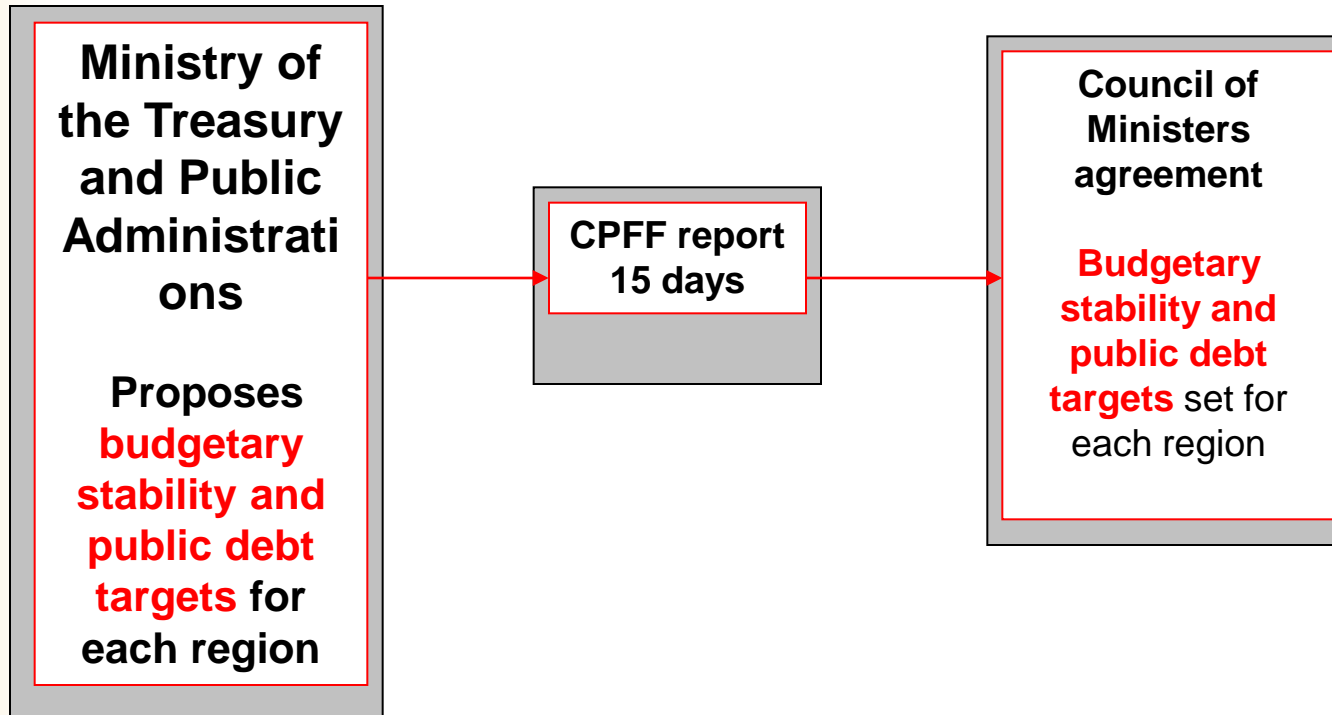 Ministry of
the Treasury
and Public
Administrati
ons
Proposes
budgetary
stability and
public debt
targets for
each region
CPFF report
15 days
Council of
Ministers
agreement
Budgetary
stability and
public debt
targets set for
each region